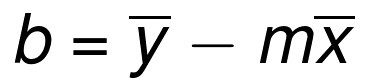 b = y̅ − mx̅